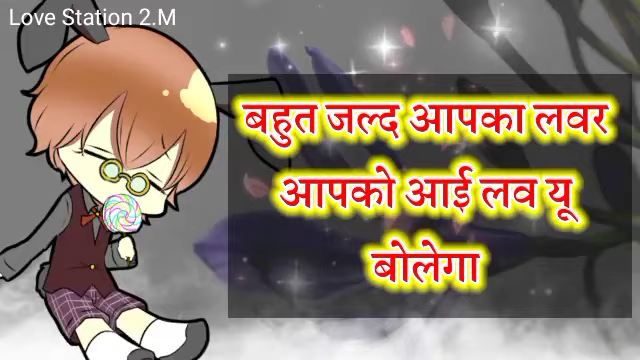 Love Station 2.M
बहुत जल्द आपका लवर
आपको आई लव यू
बोलेगा